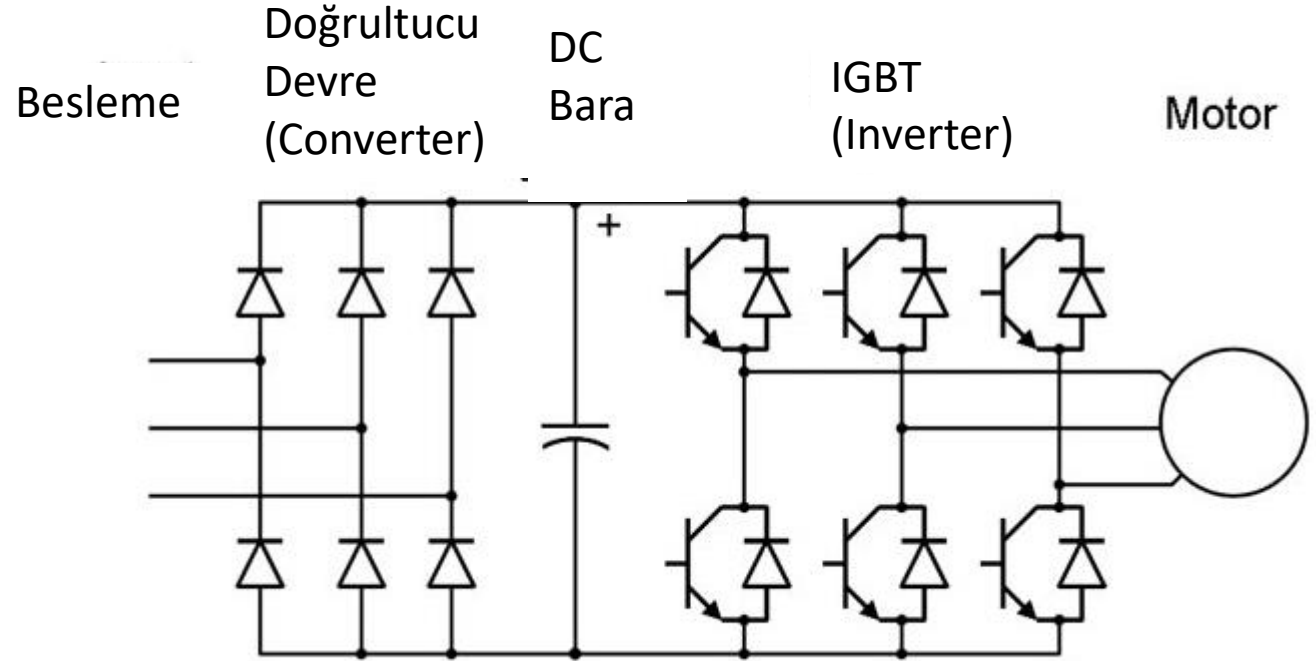 Besleme
Doğrultucu
Devre
(Converter)
DC
Bara
IGBT
(Inverter)
Motor
+